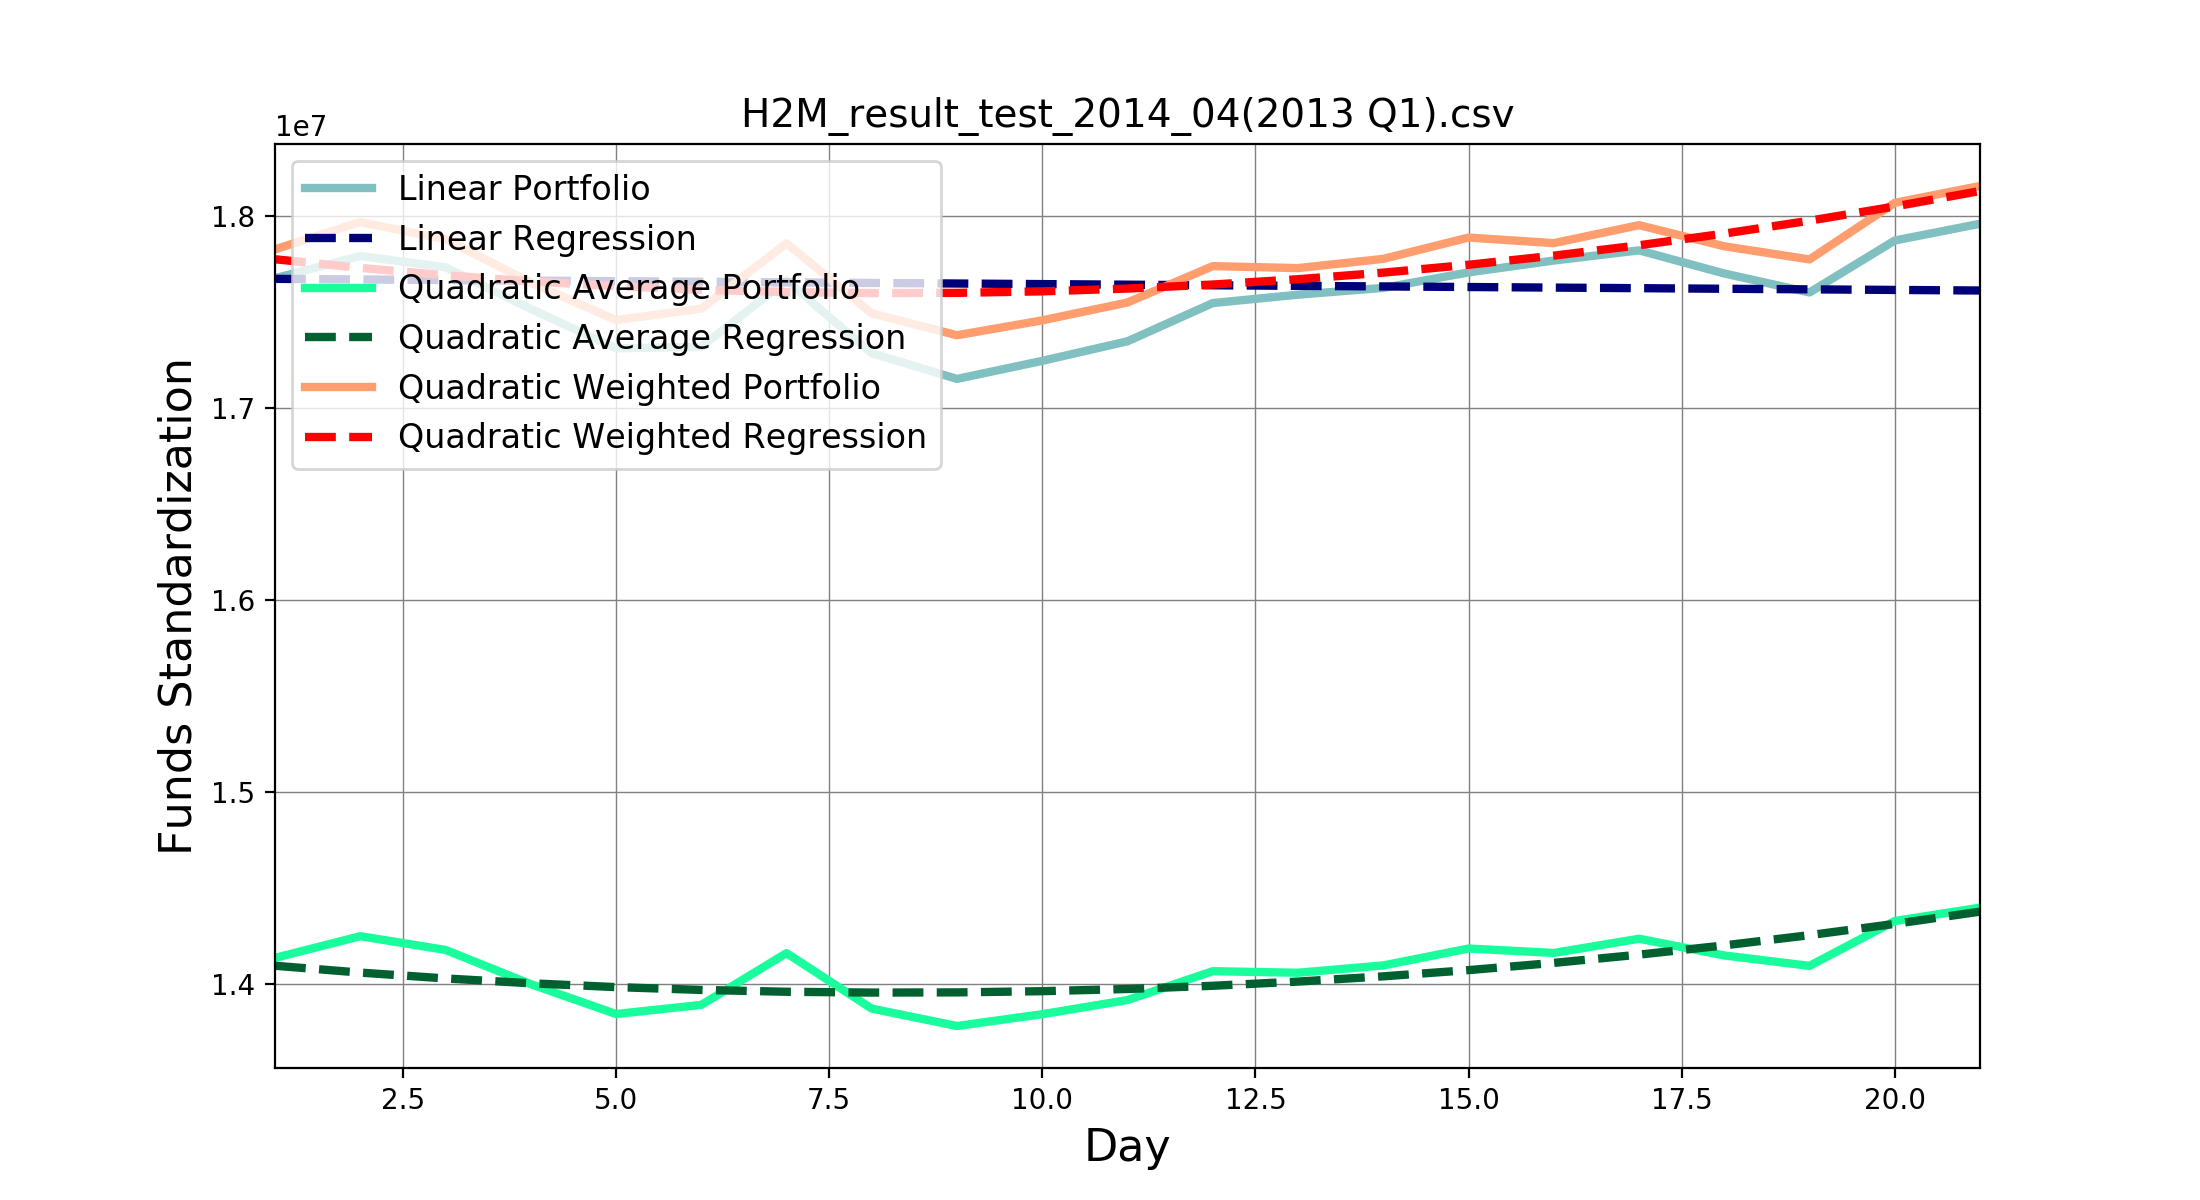 H2M_result_test_2014_04(2013 Q1).csv
1e7
Linear Portfolio
Linear Regression
Quadratic Average Portfolio
Quadratic Average Regression
Quadratic Weighted Portfolio
Quadratic Weighted Regression
1.8
1.7
1.6
1.5
1.4
Funds Standardization
2.5 5.0 7.5 10.0 12.5 15.0 17.5 20.0
Day